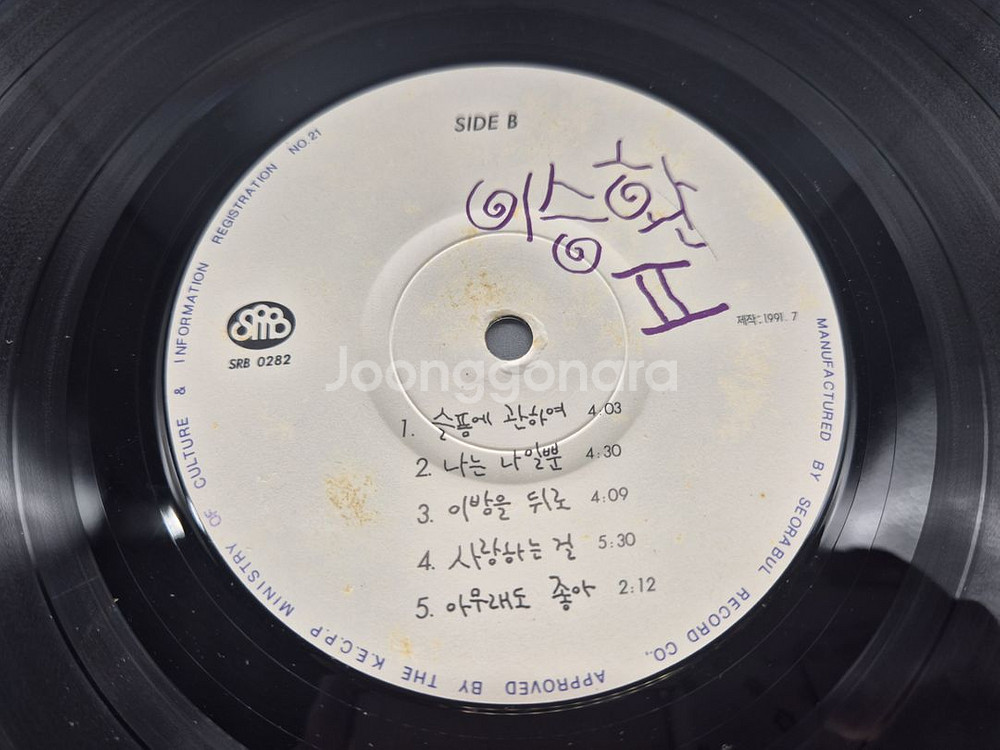 SIDE B
이승환
II
제작: 1991. 7
SRB
SRB 0282
1. 슬픔에 관하여 4:03
2. 나는 나일뿐 4:30
3. 이밤을 뒤로 4:09
4. 사랑하는 걸 5:30
5. 아무래도 좋아 2:12
MINISTRY OF CULTURE & INFORMATION REGISTRATION NO.21
MANUFACTURED BY SEORABUL RECORD CO., APPROVED BY THE K.E.C.P.P
Joonggonara